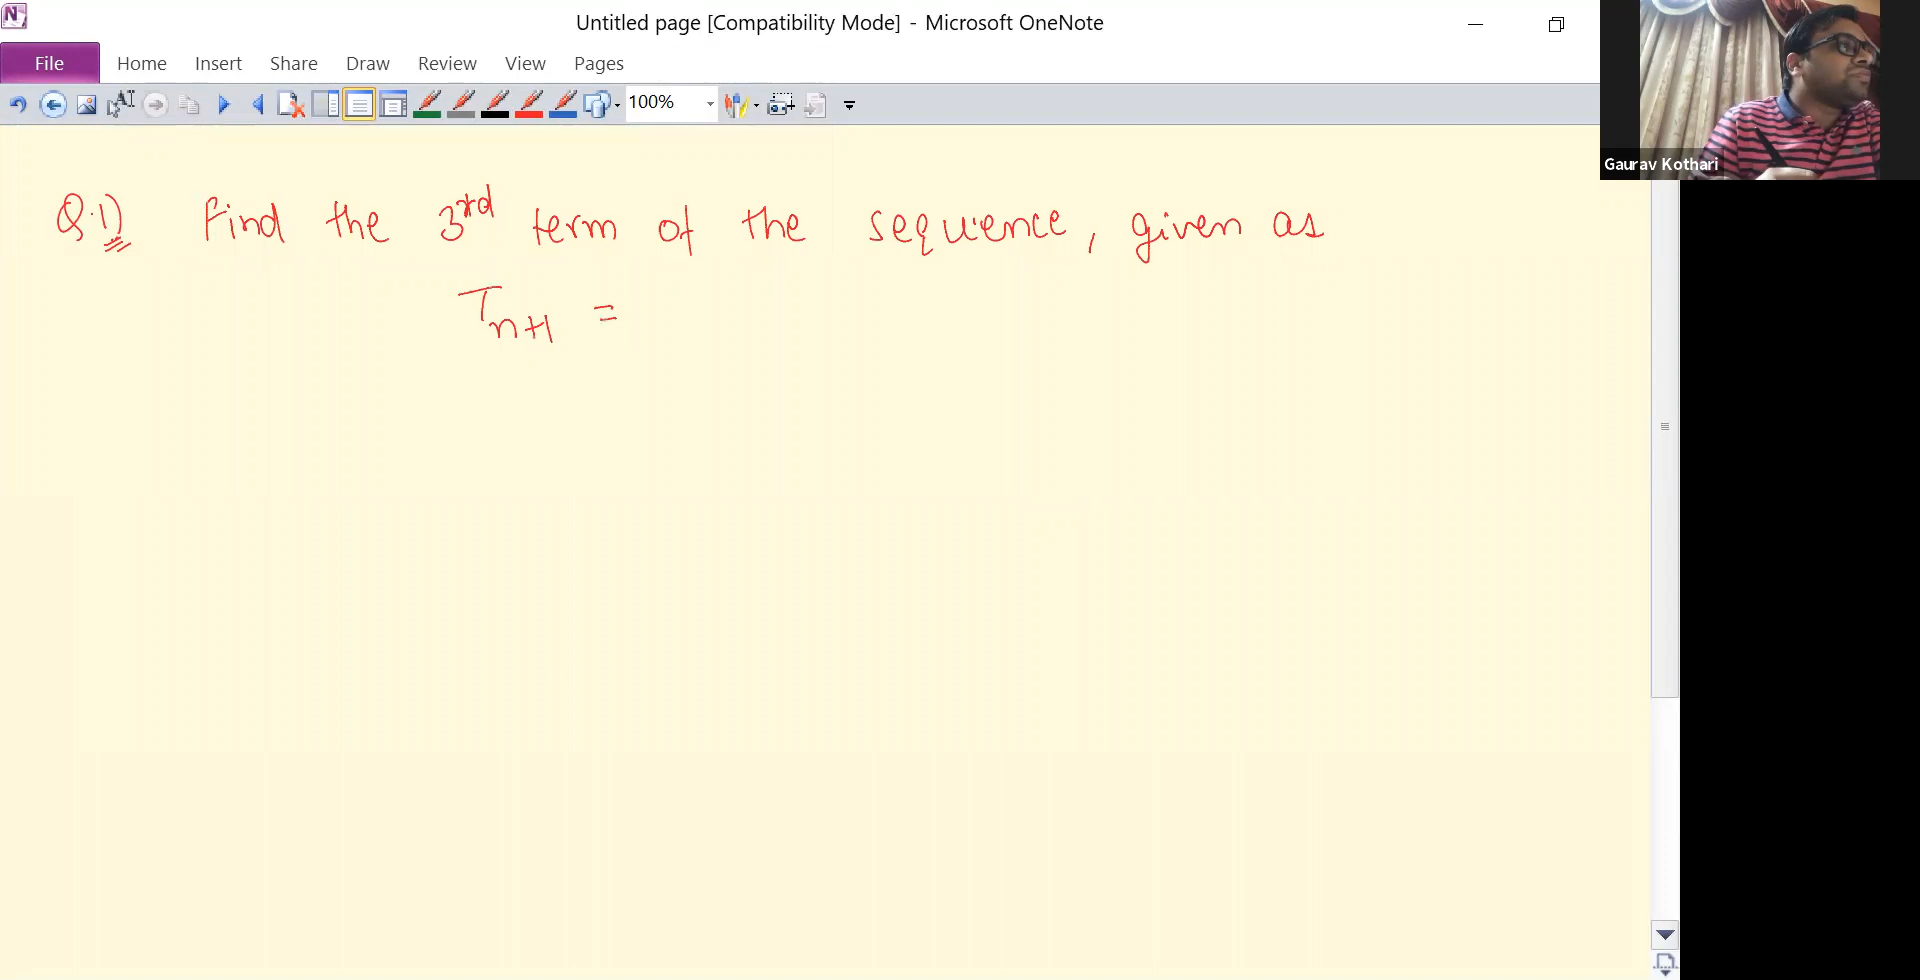 Untitled page [Compatibility Mode] - Microsoft OneNote
File Home Insert Share Draw Review View Pages
100%
Gaurav Kothari
Q.1) Find the 3rd term of the sequence, given as
Tn+1 =